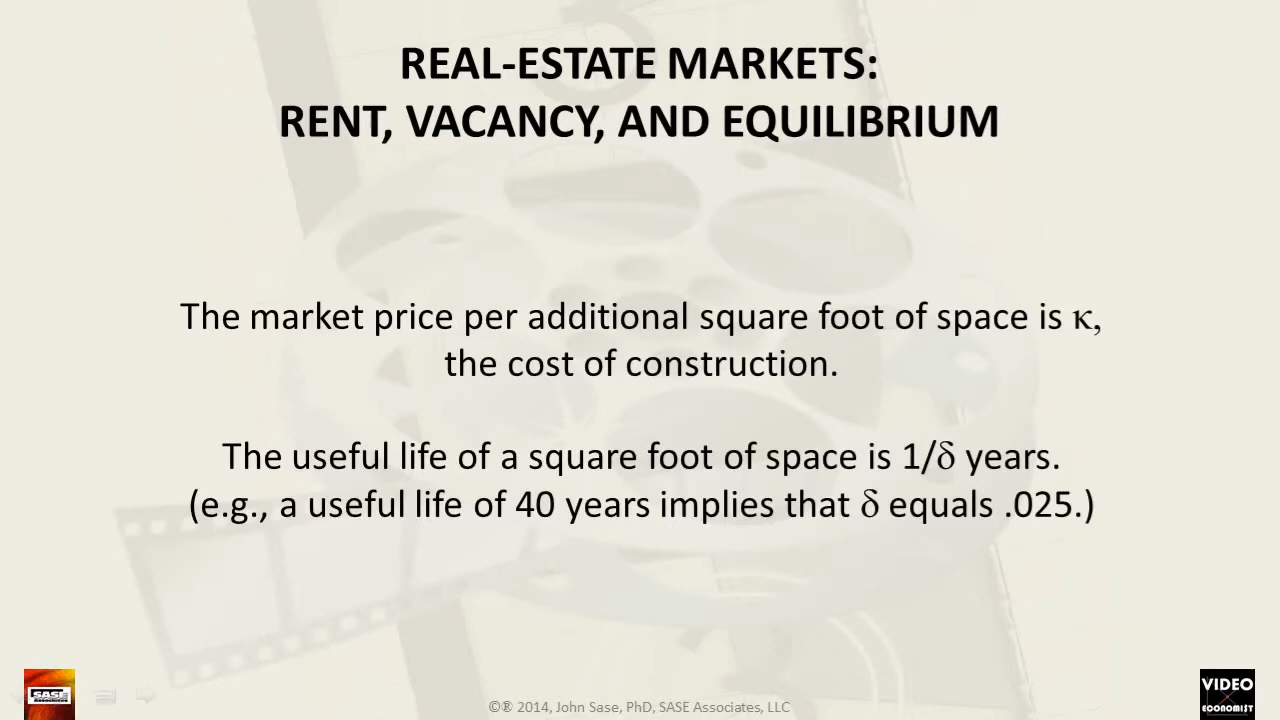 REAL-ESTATE MARKETS:
RENT, VACANCY, AND EQUILIBRIUM
The market price per additional square foot of space is κ,
the cost of construction.
The useful life of a square foot of space is 1/δ years.
(e.g., a useful life of 40 years implies that δ equals .025.)
SASE
Associates
©® 2014, John Sase, PhD, SASE Associates, LLC
VIDEO
ECONOMIST